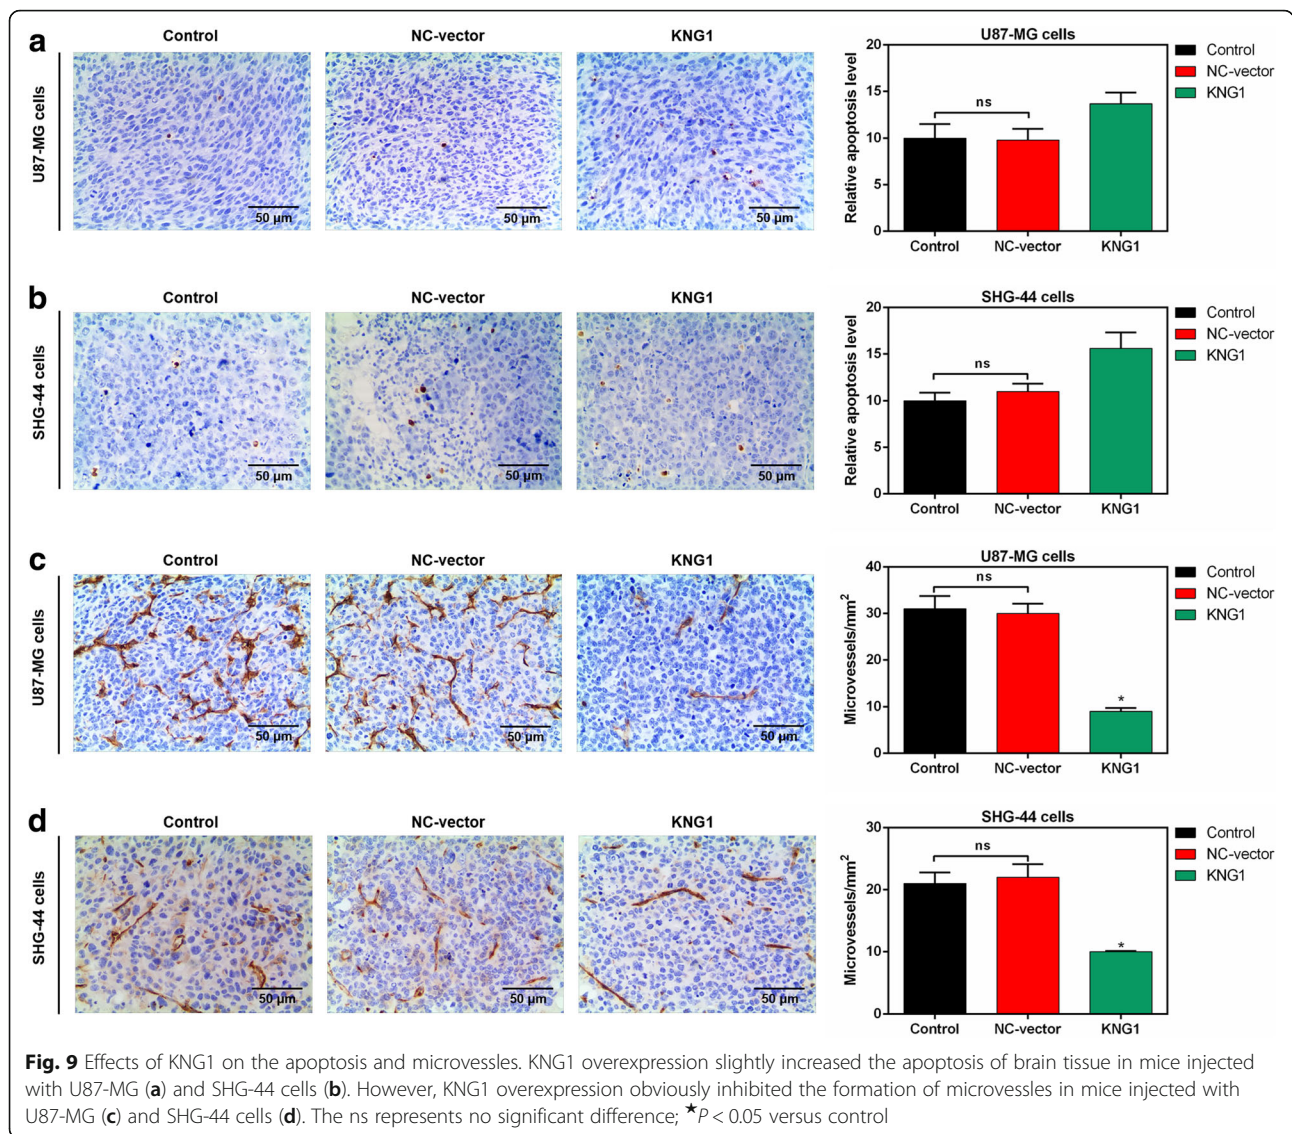 a
Control
NC-vector
KNG1
U87-MG cells
50 µm
50 µm
50 µm
U87-MG cells
Relative apoptosis level
20
15
10
5
0
ns
Control
NC-vector
KNG1
Control
NC-vector
KNG1
b
Control
NC-vector
KNG1
SHG-44 cells
50 µm
50 µm
50 µm
SHG-44 cells
Relative apoptosis level
20
15
10
5
0
ns
Control
NC-vector
KNG1
Control
NC-vector
KNG1
c
Control
NC-vector
KNG1
U87-MG cells
50 µm
50 µm
50 µm
U87-MG cells
Microvessels/mm²
40
30
20
10
0
ns
*
Control
NC-vector
KNG1
Control
NC-vector
KNG1
d
Control
NC-vector
KNG1
SHG-44 cells
50 µm
50 µm
50 µm
SHG-44 cells
Microvessels/mm²
30
20
10
0
ns
*
Control
NC-vector
KNG1
Control
NC-vector
KNG1
Fig. 9 Effects of KNG1 on the apoptosis and microvessles. KNG1 overexpression slightly increased the apoptosis of brain tissue in mice injected
with U87-MG (a) and SHG-44 cells (b). However, KNG1 overexpression obviously inhibited the formation of microvessles in mice injected with
U87-MG (c) and SHG-44 cells (d). The ns represents no significant difference; ★P < 0.05 versus control